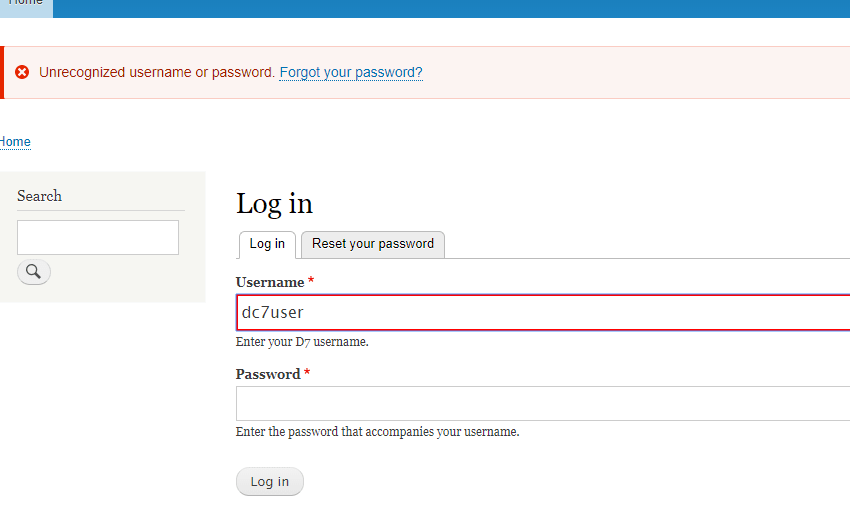 Home
Unrecognized username or password. Forgot your password?
Home
Search
Log in
Log in
Reset your password
Username *
dc7user
Enter your D7 username.
Password *
Enter the password that accompanies your username.
Log in